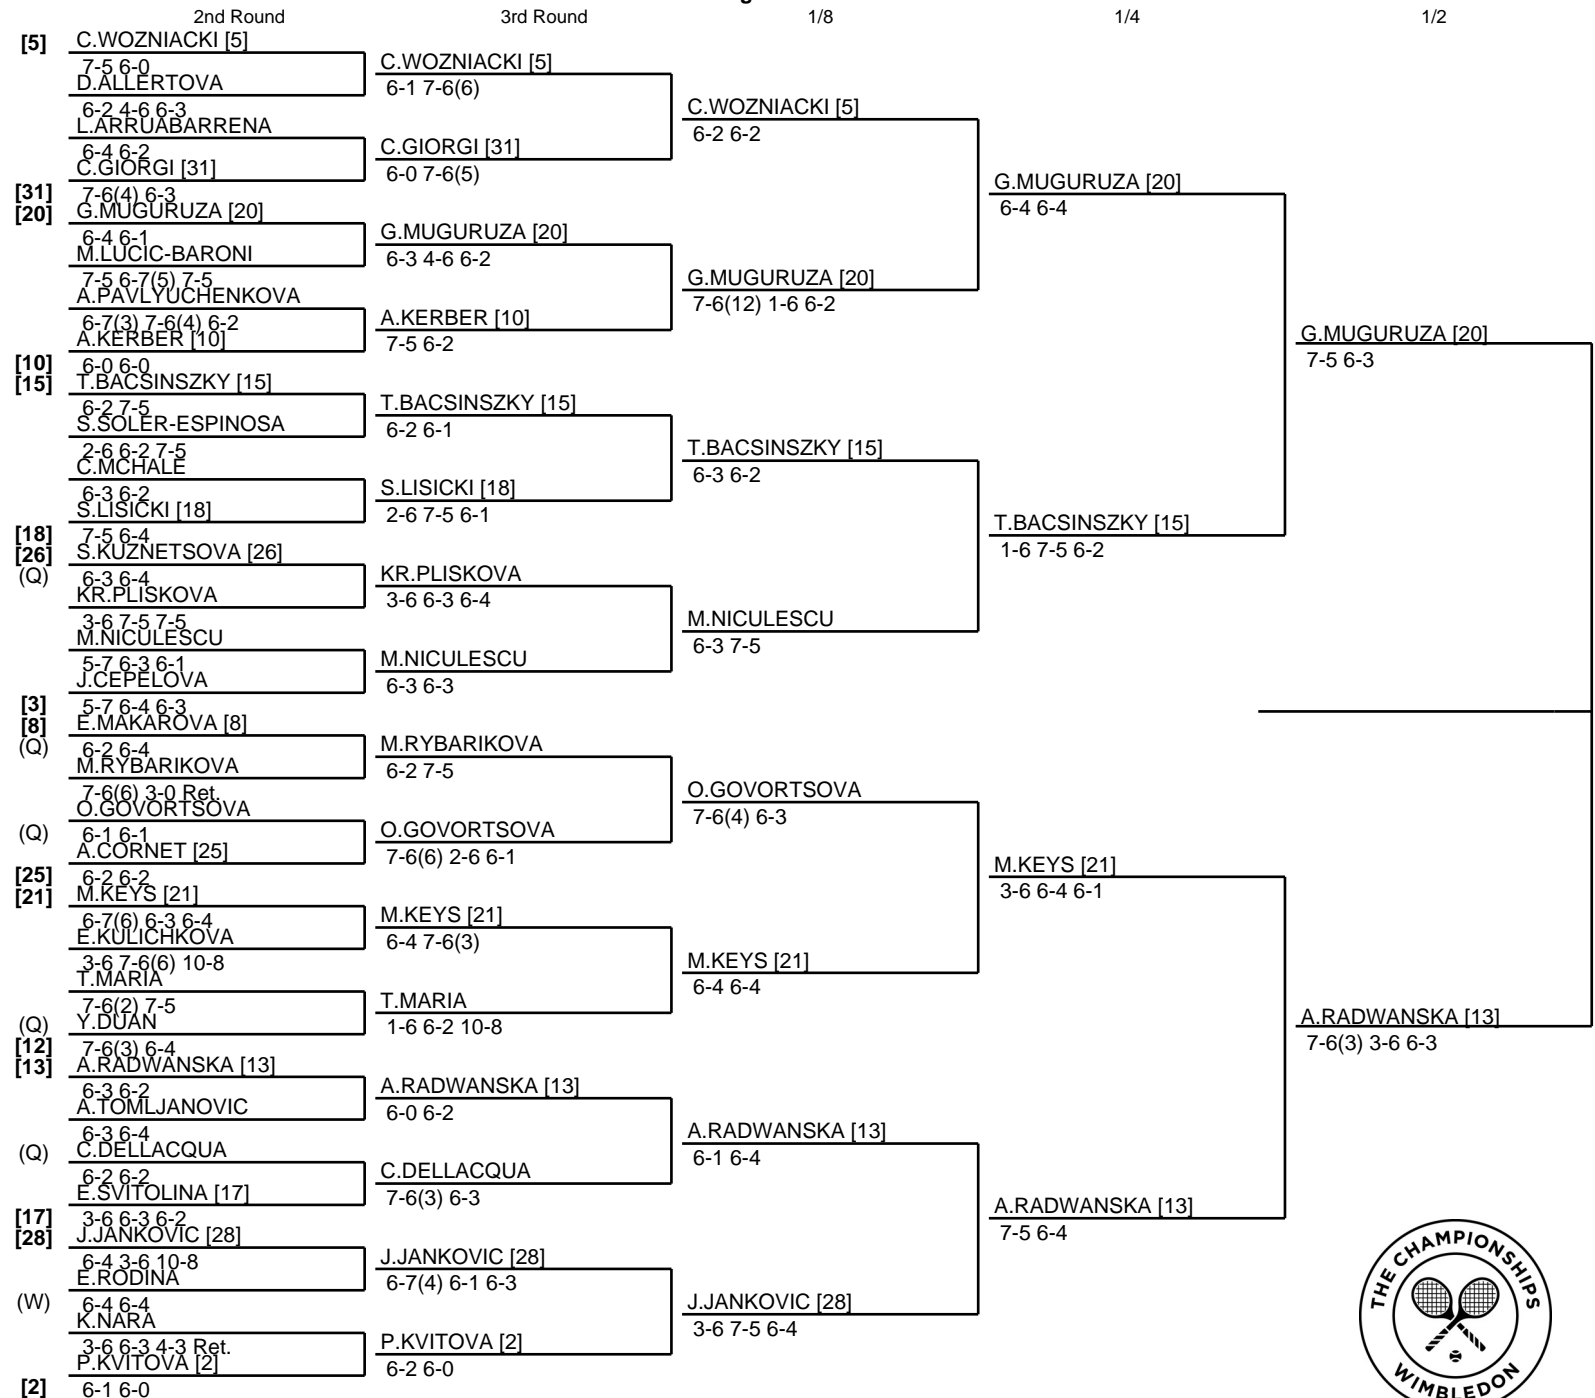 2nd Round 3rd Round 1/8 1/4 1/2
[5] C.WOZNIACKI [5]
7-5 6-0
D.ALLERTOVA
6-2 4-6 6-3
L.ARRUABARRENA
6-4 6-2
C.GIORGI [31]
[31] 7-6(4) 6-3
[20] G.MUGURUZA [20]
6-4 6-1
M.LUCIC-BARONI
7-5 6-7(5) 7-5
A.PAVLYUCHENKOVA
6-7(3) 7-6(4) 6-2
A.KERBER [10]
[10] 6-0 6-0
[15] T.BACSINSZKY [15]
6-2 7-5
S.SOLER-ESPINOSA
2-6 6-2 7-5
C.MCHALE
6-3 6-2
S.LISICKI [18]
[18] 7-5 6-4
[26] S.KUZNETSOVA [26]
(Q) 6-3 6-4
KR.PLISKOVA
3-6 7-5 7-5
M.NICULESCU
5-7 6-3 6-1
J.CEPELOVA
[3] 5-7 6-4 6-3
[8] E.MAKAROVA [8]
(Q) 6-2 6-4
M.RYBARIKOVA
7-6(6) 3-0 Ret.
O.GOVORTSOVA
(Q) 6-1 6-1
A.CORNET [25]
[25] 6-2 6-2
[21] M.KEYS [21]
6-7(6) 6-3 6-4
E.KULICHKOVA
3-6 7-6(6) 10-8
T.MARIA
7-6(2) 7-5
(Q) Y.DUAN
[12] 7-6(3) 6-4
[13] A.RADWANSKA [13]
6-3 6-2
A.TOMLJANOVIC
6-3 6-4
(Q) C.DELLACQUA
6-2 6-2
E.SVITOLINA [17]
[17] 3-6 6-3 6-2
[28] J.JANKOVIC [28]
6-4 3-6 10-8
E.RODINA
(W) 6-4 6-4
K.NARA
3-6 6-3 4-3 Ret.
P.KVITOVA [2]
[2] 6-1 6-0
C.WOZNIACKI [5]
6-1 7-6(6)
C.GIORGI [31]
6-0 7-6(5)
G.MUGURUZA [20]
6-3 4-6 6-2
A.KERBER [10]
7-5 6-2
T.BACSINSZKY [15]
6-2 6-1
S.LISICKI [18]
2-6 7-5 6-1
KR.PLISKOVA
3-6 6-3 6-4
M.NICULESCU
6-3 6-3
M.RYBARIKOVA
6-2 7-5
O.GOVORTSOVA
7-6(6) 2-6 6-1
M.KEYS [21]
6-4 7-6(3)
T.MARIA
1-6 6-2 10-8
A.RADWANSKA [13]
6-0 6-2
C.DELLACQUA
7-6(3) 6-3
J.JANKOVIC [28]
6-7(4) 6-1 6-3
P.KVITOVA [2]
6-2 6-0
C.WOZNIACKI [5]
6-2 6-2
G.MUGURUZA [20]
7-6(12) 1-6 6-2
T.BACSINSZKY [15]
6-3 6-2
M.NICULESCU
6-3 7-5
O.GOVORTSOVA
7-6(4) 6-3
M.KEYS [21]
6-4 6-4
A.RADWANSKA [13]
6-1 6-4
J.JANKOVIC [28]
3-6 7-5 6-4
G.MUGURUZA [20]
6-4 6-4
T.BACSINSZKY [15]
1-6 7-5 6-2
M.KEYS [21]
3-6 6-4 6-1
A.RADWANSKA [13]
7-5 6-4
G.MUGURUZA [20]
7-5 6-3
A.RADWANSKA [13]
7-6(3) 3-6 6-3
THE CHAMPIONSHIPS
WIMBLEDON